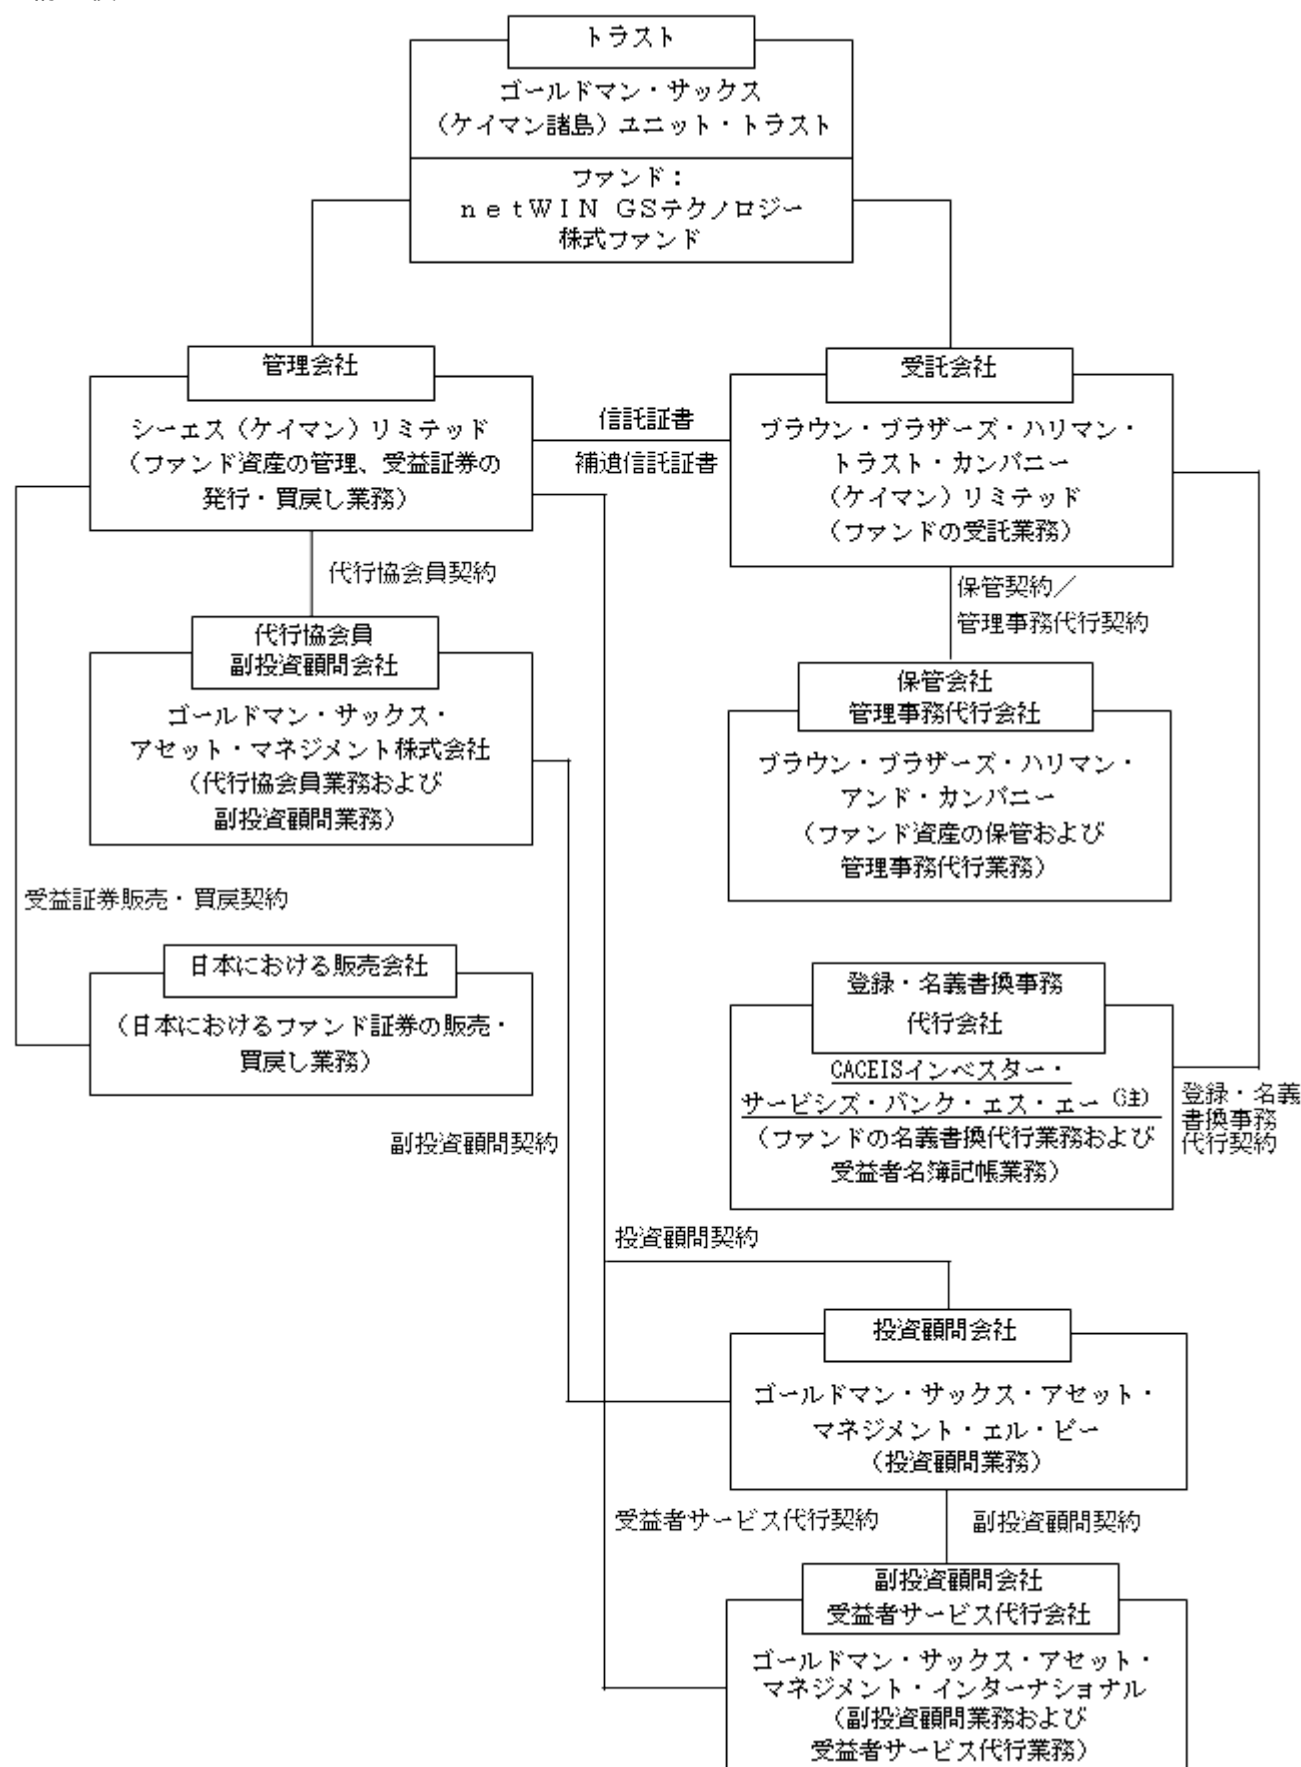 トラスト
ゴールドマン・サックス
（ケイマン諸島）ユニット・トラスト
ファンド：
ｎｅｔＷＩＮ GSテクノロジー
株式ファンド
管理会社
シーエス（ケイマン）リミテッド
（ファンド資産の管理、受益証券の
発行・買戻し業務）
信託証書
補遺信託証書
受託会社
ブラウン・ブラザーズ・ハリマン・
トラスト・カンパニー
（ケイマン）リミテッド
（ファンドの受託業務）
代行協会員契約
保管契約／
管理事務代行契約
代行協会員
副投資顧問会社
ゴールドマン・サックス・
アセット・マネジメント株式会社
（代行協会員業務および
副投資顧問業務）
保管会社
管理事務代行会社
ブラウン・ブラザーズ・ハリマン・
アンド・カンパニー
（ファンド資産の保管および
管理事務代行業務）
受益証券販売・買戻契約
日本における販売会社
（日本におけるファンド証券の販売・
買戻し業務）
登録・名義書換事務
代行会社
CACEISインベスター・
サービシズ・バンク・エス・エー（注）
（ファンドの名義書換代行業務および
受益者名簿記帳業務）
登録・名義
書換事務
代行契約
副投資顧問契約
投資顧問契約
投資顧問会社
ゴールドマン・サックス・アセット・
マネジメント・エル・ピー
（投資顧問業務）
受益者サービス代行契約
副投資顧問契約
副投資顧問会社
受益者サービス代行会社
ゴールドマン・サックス・アセット・
マネジメント・インターナショナル
（副投資顧問業務および
受益者サービス代行業務）